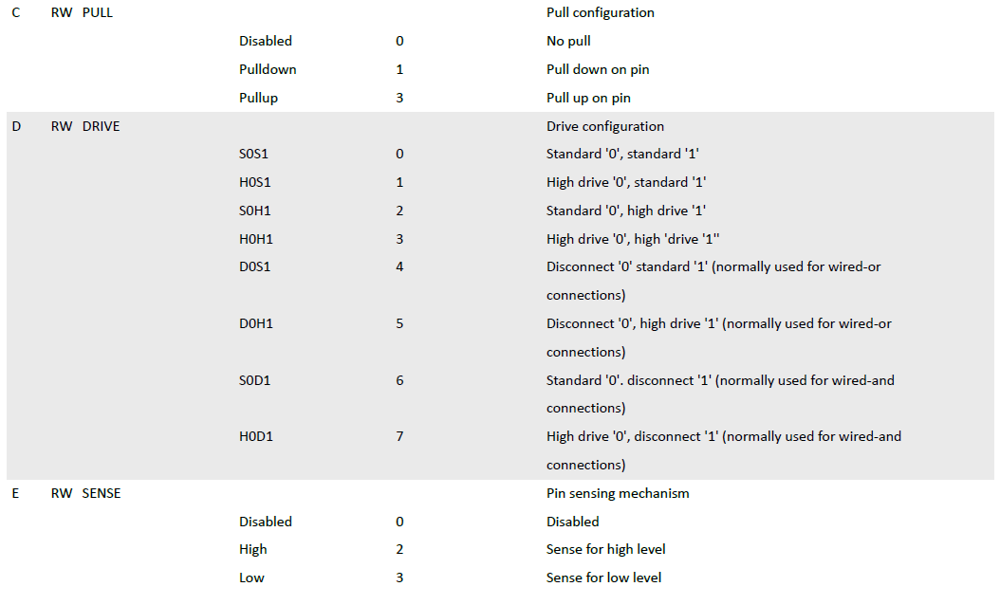 C RW PULL Pull configuration
Disabled 0 No pull
Pulldown 1 Pull down on pin
Pullup 3 Pull up on pin
D RW DRIVE Drive configuration
S0S1 0 Standard '0', standard '1'
H0S1 1 High drive '0', standard '1'
S0H1 2 Standard '0', high drive '1'
H0H1 3 High drive '0', high 'drive '1''
D0S1 4 Disconnect '0' standard '1' (normally used for wired-or
connections)
D0H1 5 Disconnect '0', high drive '1' (normally used for wired-or
connections)
S0D1 6 Standard '0'. disconnect '1' (normally used for wired-and
connections)
H0D1 7 High drive '0', disconnect '1' (normally used for wired-and
connections)
E RW SENSE Pin sensing mechanism
Disabled 0 Disabled
High 2 Sense for high level
Low 3 Sense for low level